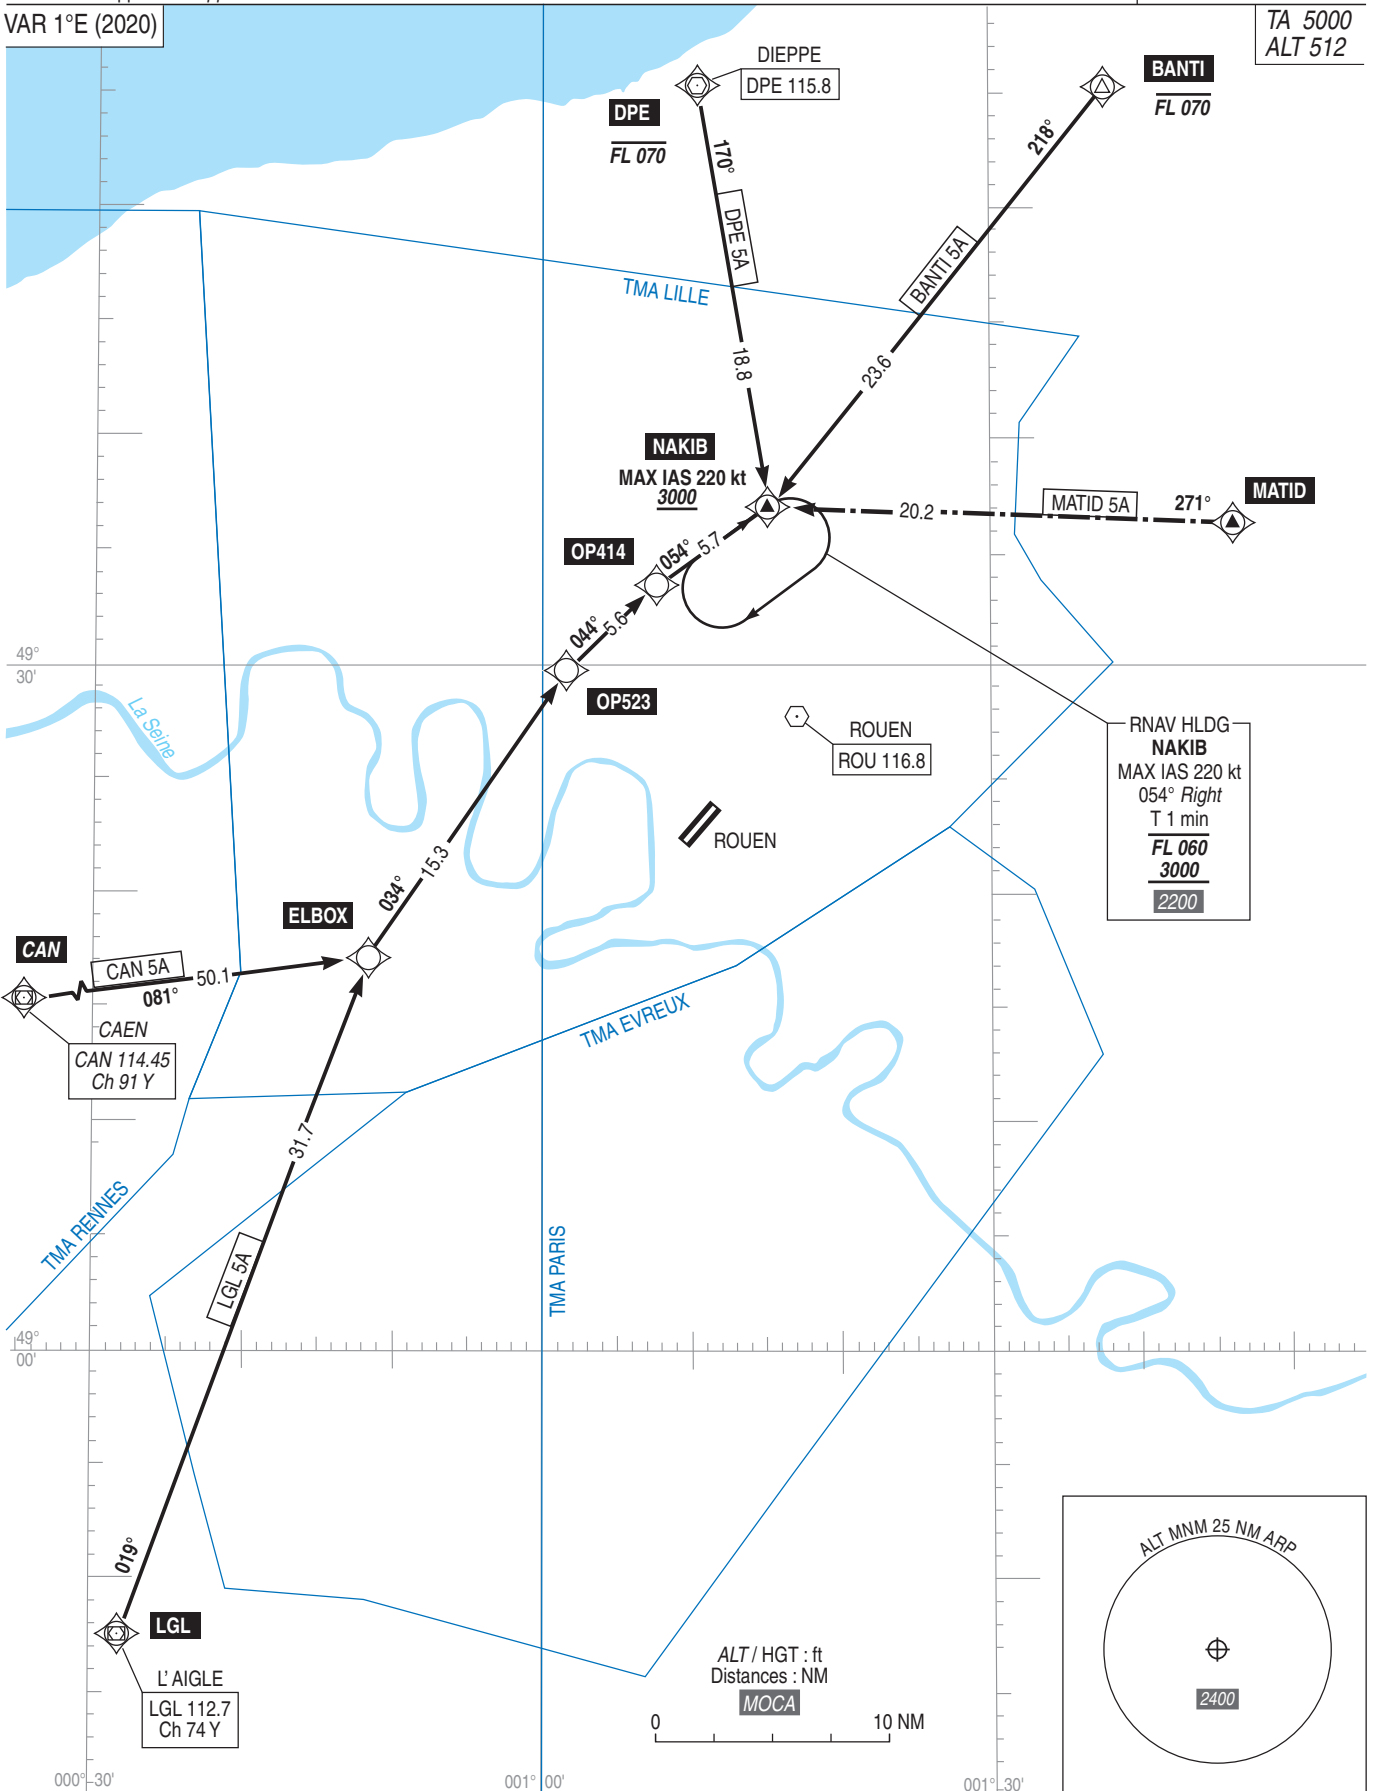 VAR 1°E (2020)
TA 5000
ALT 512
DIEPPE
DPE 115.8
DPE
FL 070
BANTI
FL 070
170°
218°
DPE 5A
BANTI 5A
TMA LILLE
18.8
23.6
NAKIB
MAX IAS 220 kt
3000
MATID 5A
271°
MATID
20.2
OP414
054°
5.7
044°
5.6
49°
30'
OP523
La Seine
ROUEN
ROU 116.8
RNAV HLDG
NAKIB
MAX IAS 220 kt
054° Right
T 1 min
FL 060
3000
2200
ROUEN
15.3
034°
ELBOX
CAN
CAN 5A
50.1
081°
CAEN
CAN 114.45
Ch 91 Y
TMA EVREUX
31.7
TMA RENNES
LGL 5A
TMA PARIS
49°
00'
019°
LGL
L'AIGLE
LGL 112.7
Ch 74 Y
ALT / HGT : ft
Distances : NM
MOCA
0
10 NM
ALT MNM 25 NM ARP
2400
000° 30'
001° 00'
001° 30'